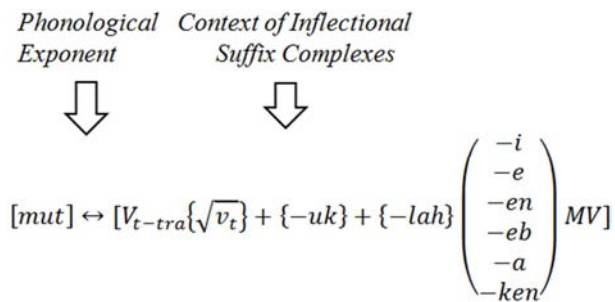 Phonological Context of Inflectional
Exponent Suffix Complexes
-i
-e
[mut] ↔ [V_{t-tra}{√v_t} + {-uk} + {-lah} -en MV]
-eb
-a
-ken